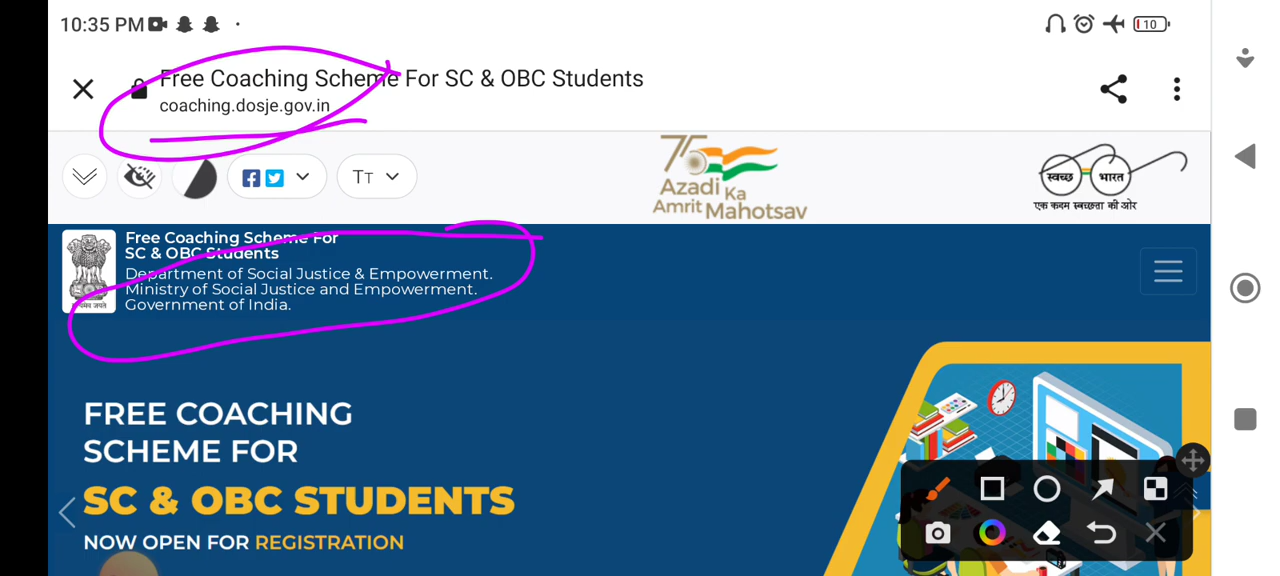 10:35 PM
10
Free Coaching Scheme For SC & OBC Students
coaching.dosje.gov.in
TT
75
Azadi Ka
Amrit Mahotsav
स्वच्छ भारत
एक कदम स्वच्छता की ओर
Free Coaching Scheme For
SC & OBC Students
Department of Social Justice & Empowerment.
Ministry of Social Justice and Empowerment.
Government of India.
FREE COACHING
SCHEME FOR
SC & OBC STUDENTS
NOW OPEN FOR REGISTRATION